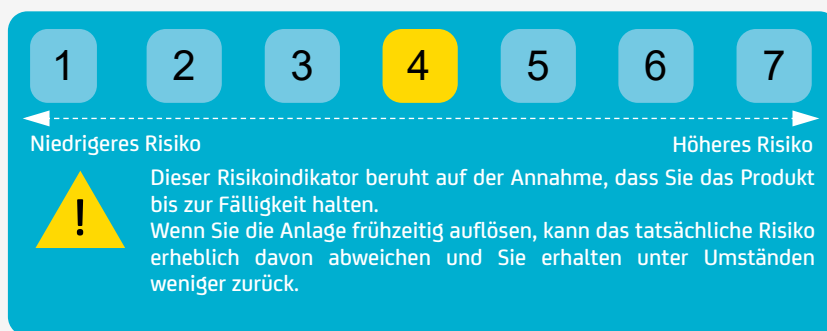 1 2 3 4 5 6 7
Niedrigeres Risiko Höheres Risiko
Dieser Risikoindikator beruht auf der Annahme, dass Sie das Produkt
bis zur Fälligkeit halten.
!
Wenn Sie die Anlage frühzeitig auflösen, kann das tatsächliche Risiko
erheblich davon abweichen und Sie erhalten unter Umständen
weniger zurück.